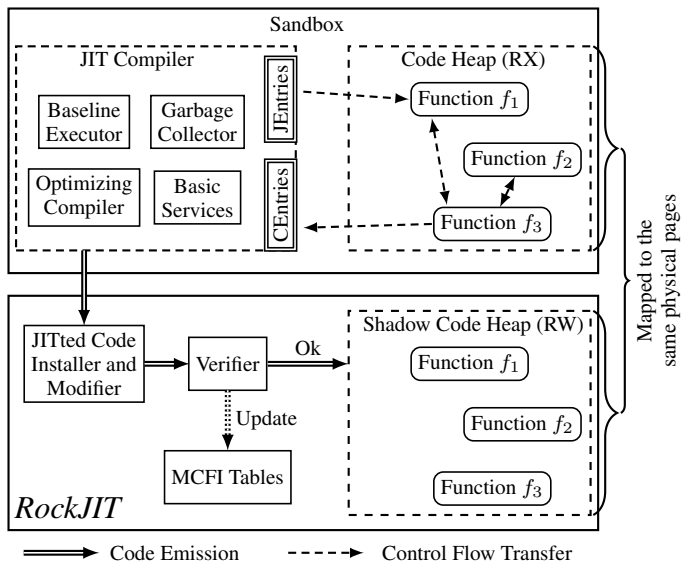 Sandbox
JIT Compiler
Baseline
Executor
Garbage
Collector
Optimizing
Compiler
Basic
Services
JEntries
CEntries
Code Heap (RX)
Function f1
Function f2
Function f3
Mapped to the
same physical pages
JITted Code
Installer and
Modifier
Verifier
Ok
Update
MCFI Tables
Shadow Code Heap (RW)
Function f1
Function f2
Function f3
RockJIT
Code Emission
Control Flow Transfer